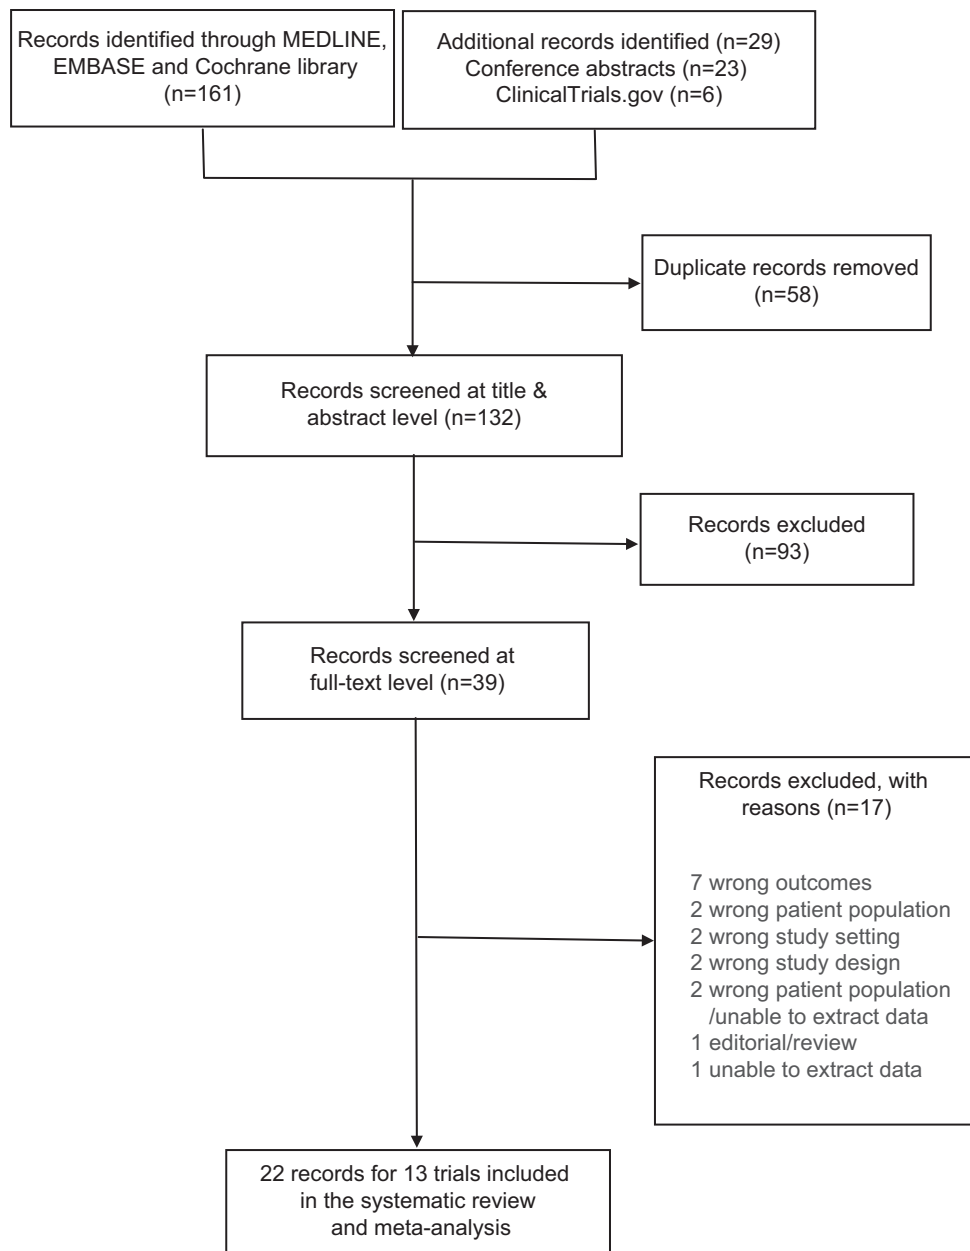 Records identified through MEDLINE,
EMBASE and Cochrane library
(n=161)
Additional records identified (n=29)
Conference abstracts (n=23)
ClinicalTrials.gov (n=6)
Duplicate records removed
(n=58)
Records screened at title &
abstract level (n=132)
Records excluded
(n=93)
Records screened at
full-text level (n=39)
Records excluded, with
reasons (n=17)
7 wrong outcomes
2 wrong patient population
2 wrong study setting
2 wrong study design
2 wrong patient population
/unable to extract data
1 editorial/review
1 unable to extract data
22 records for 13 trials included
in the systematic review
and meta-analysis